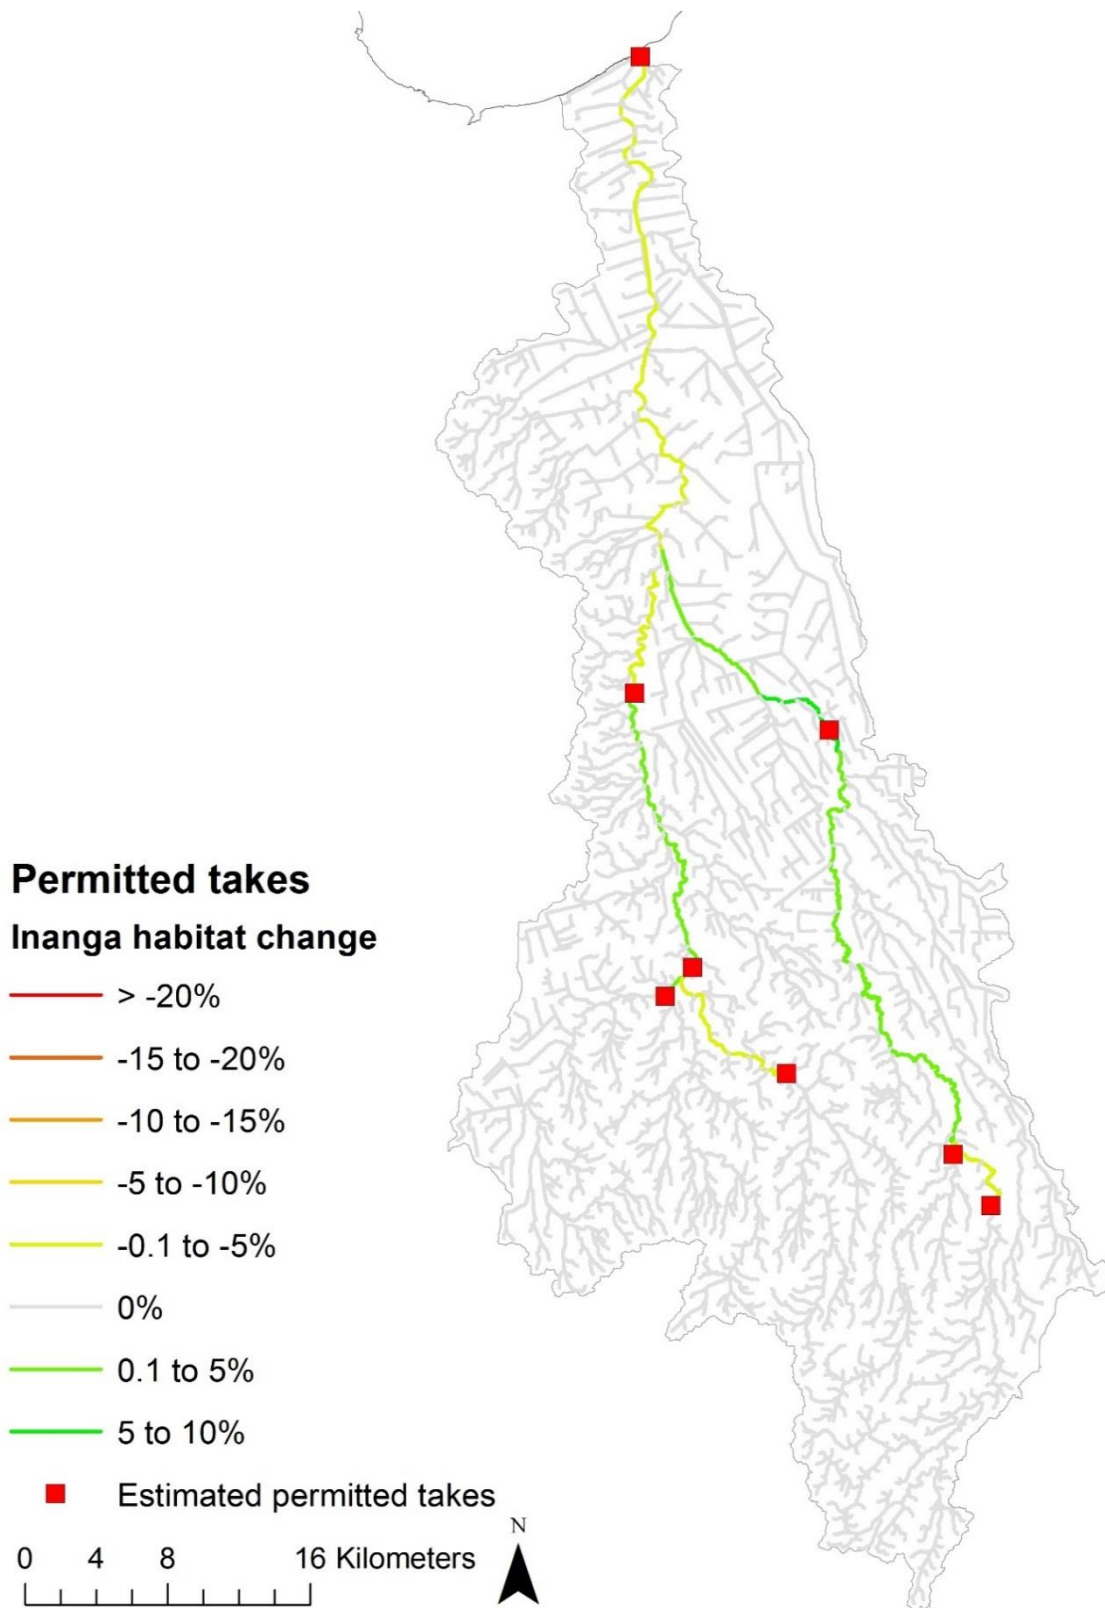 Permitted takes
Inanga habitat change
> -20%
-15 to -20%
-10 to -15%
-5 to -10%
-0.1 to -5%
0%
0.1 to 5%
5 to 10%
Estimated permitted takes
N
0 4 8 16 Kilometers